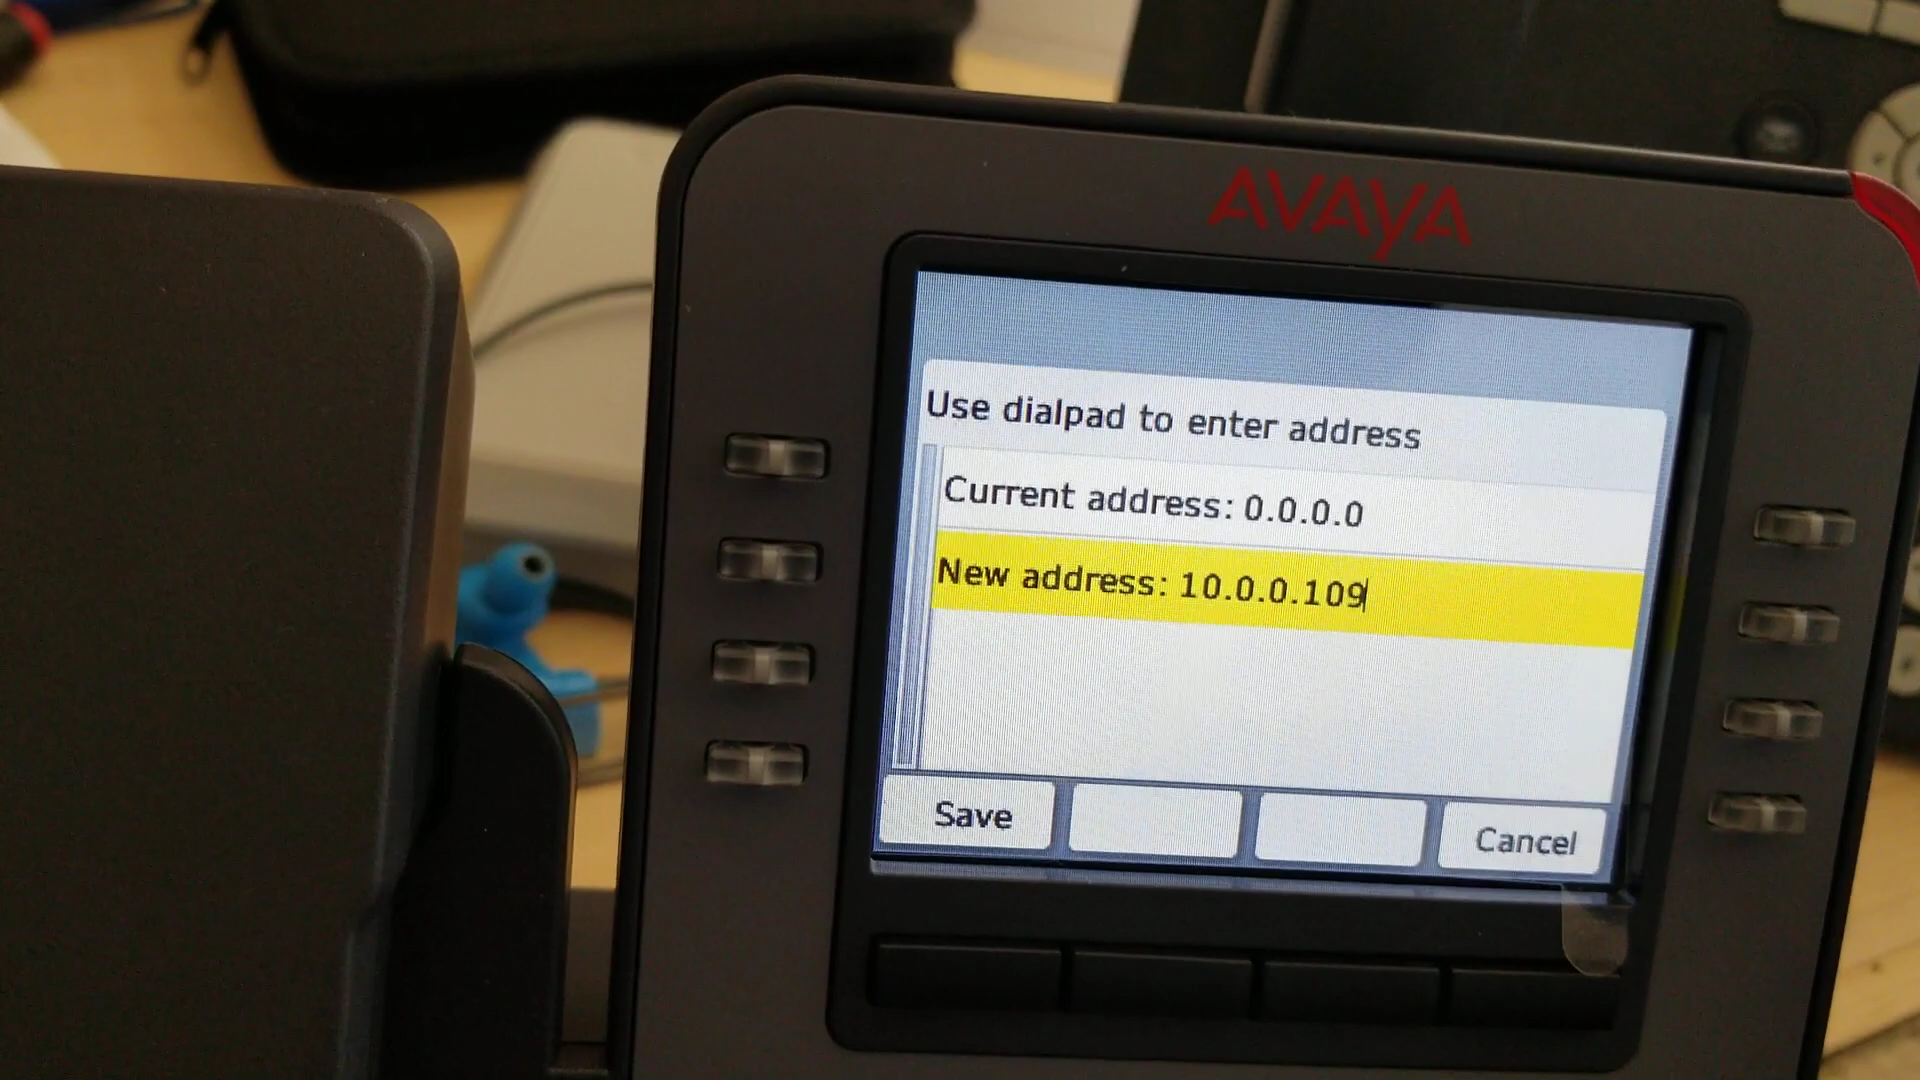 AVAYA
Use dialpad to enter address
Current address: 0.0.0.0
New address: 10.0.0.109
Save
Cancel